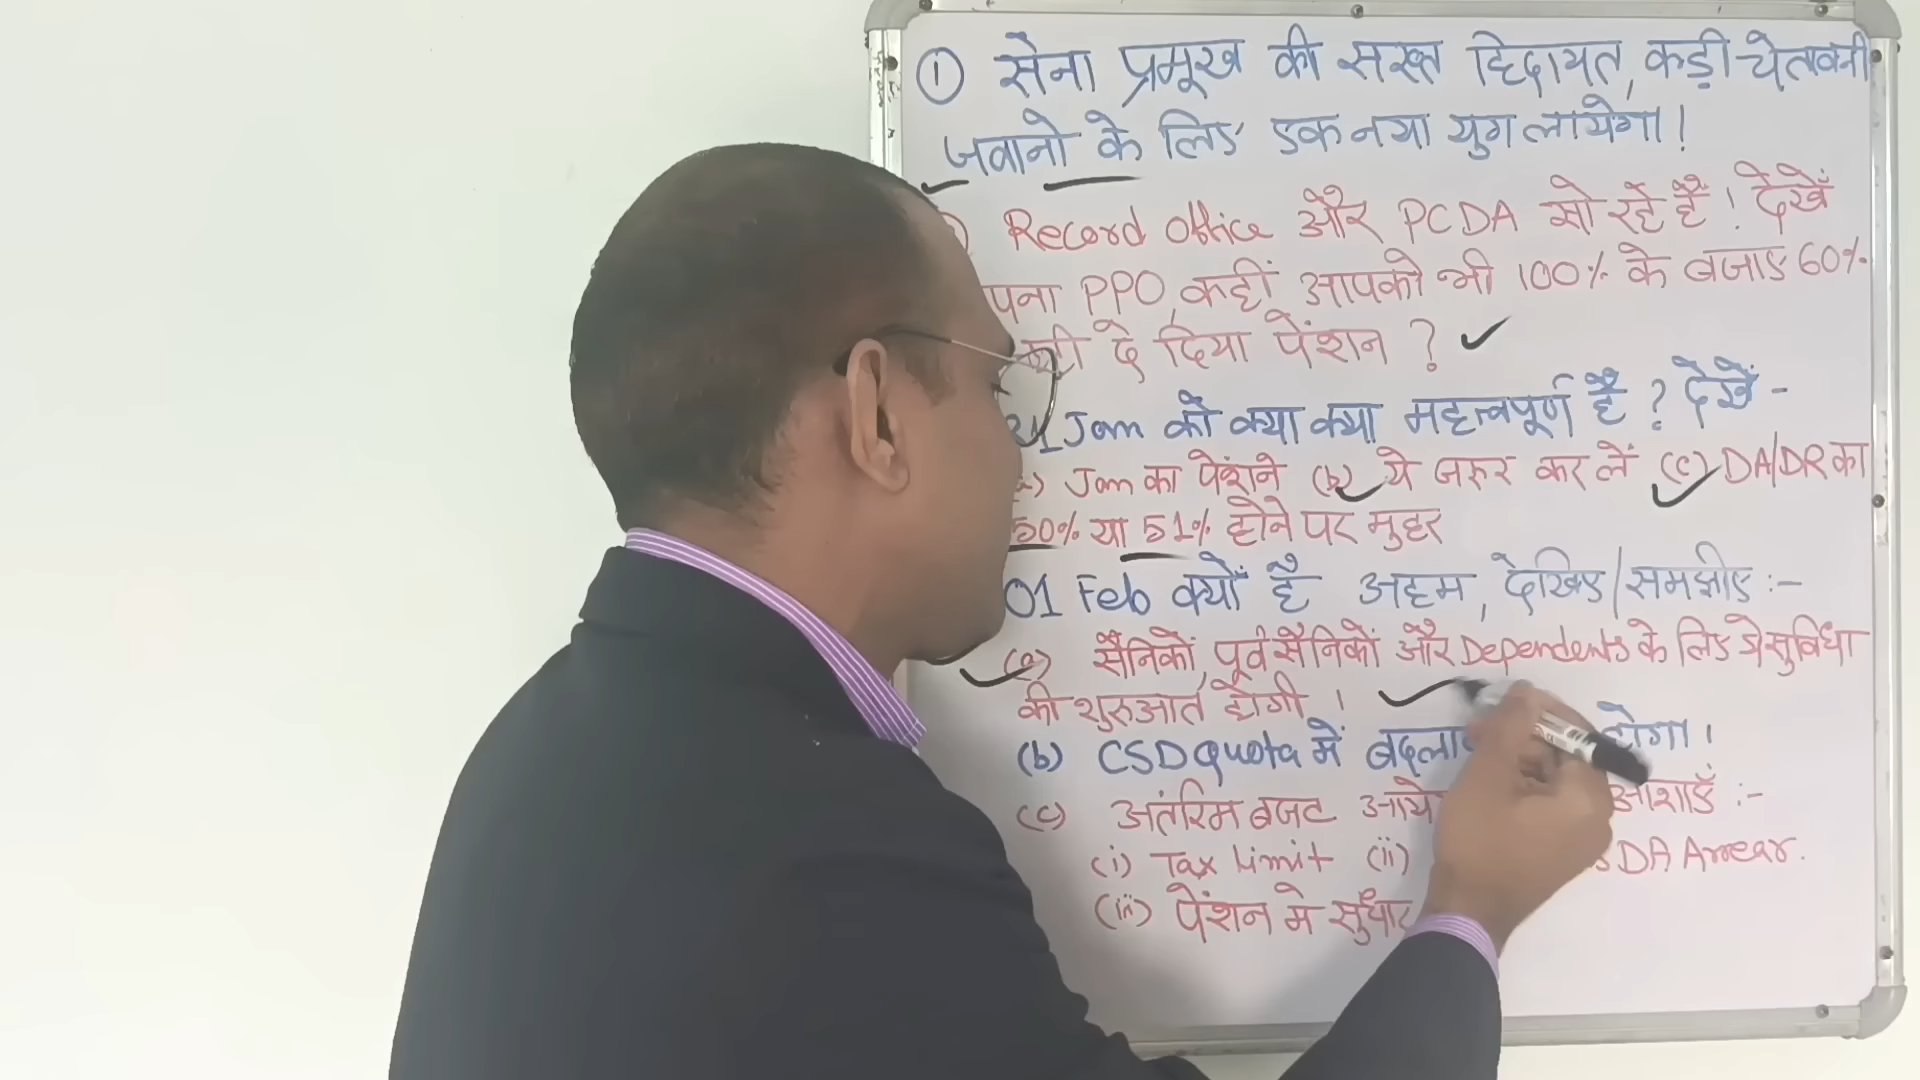 ① सेना प्रमुख की सख्त हिदायत, कड़ी चेतावनी
जवानो के लिए एक नया युग लायेगा!
Record office और PCDA सो रहे हैं! देखें
पना PPO, कहीं आपको भी 100% के बजाए 60%
दे दिया पेंशन ?
31 Jan को क्या क्या महत्वपूर्ण है ? देखें -
Jan का पेंशन (b) ये जरुर कर लें (c) DA/DR का
50% या 51% होने पर मुहर
01 Feb क्यों है अहम, देखिए/समझीए :-
(a) सैनिकों, पूर्व सैनिकों और Dependents के लिए ये सुविधा
की शुरुआत होगी !
(b) CSD Quota में होगा!
(c) अंतरिम बजट आशाएँ :-
(i) Tax Limit (ii) DA Arrear.
(iii) पेंशन मे